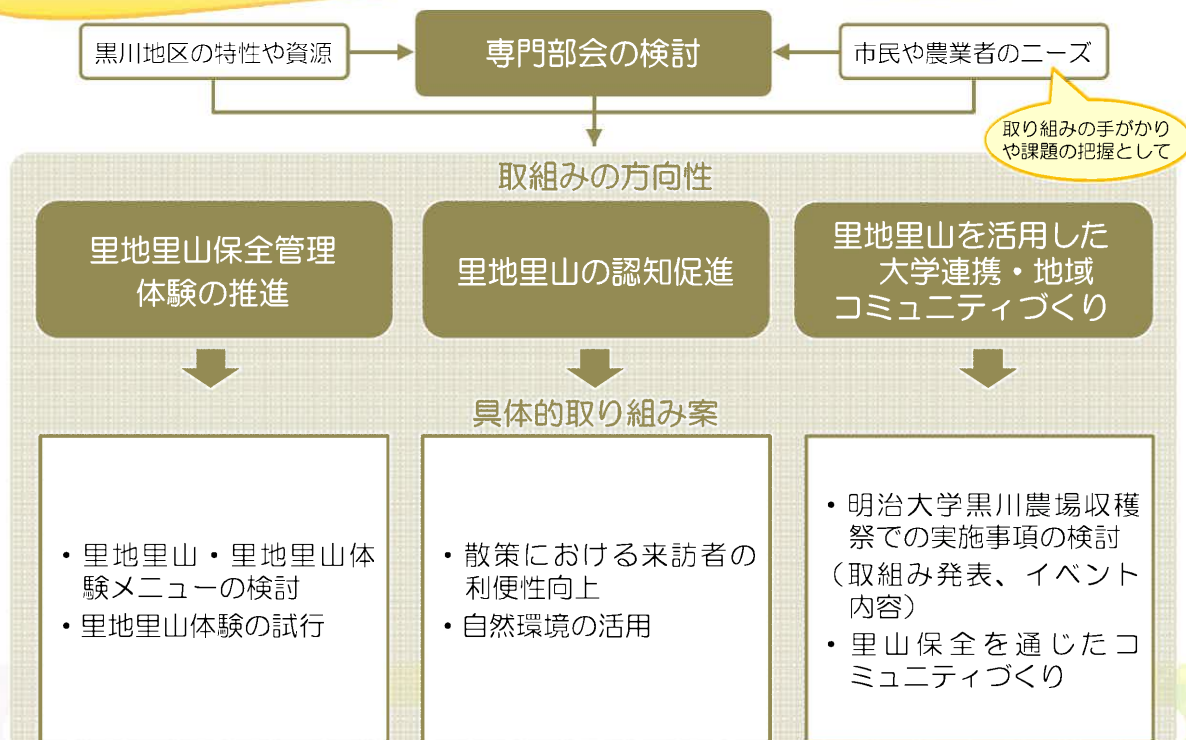 黒川地区の特性や資源
専門部会の検討
市民や農業者のニーズ
取り組みの手がかり
や課題の把握として
取組みの方向性
里地里山保全管理
体験の推進
里地里山の認知促進
里地里山を活用した
大学連携・地域
コミュニティづくり
具体的取り組み案
・里地里山・里地里山体
験メニューの検討
・里地里山体験の試行
・散策における来訪者の
利便性向上
・自然環境の活用
・明治大学黒川農場収穫
祭での実施事項の検討
（取組み発表、イベント
内容）
・里山保全を通じたコ
ミュニティづくり